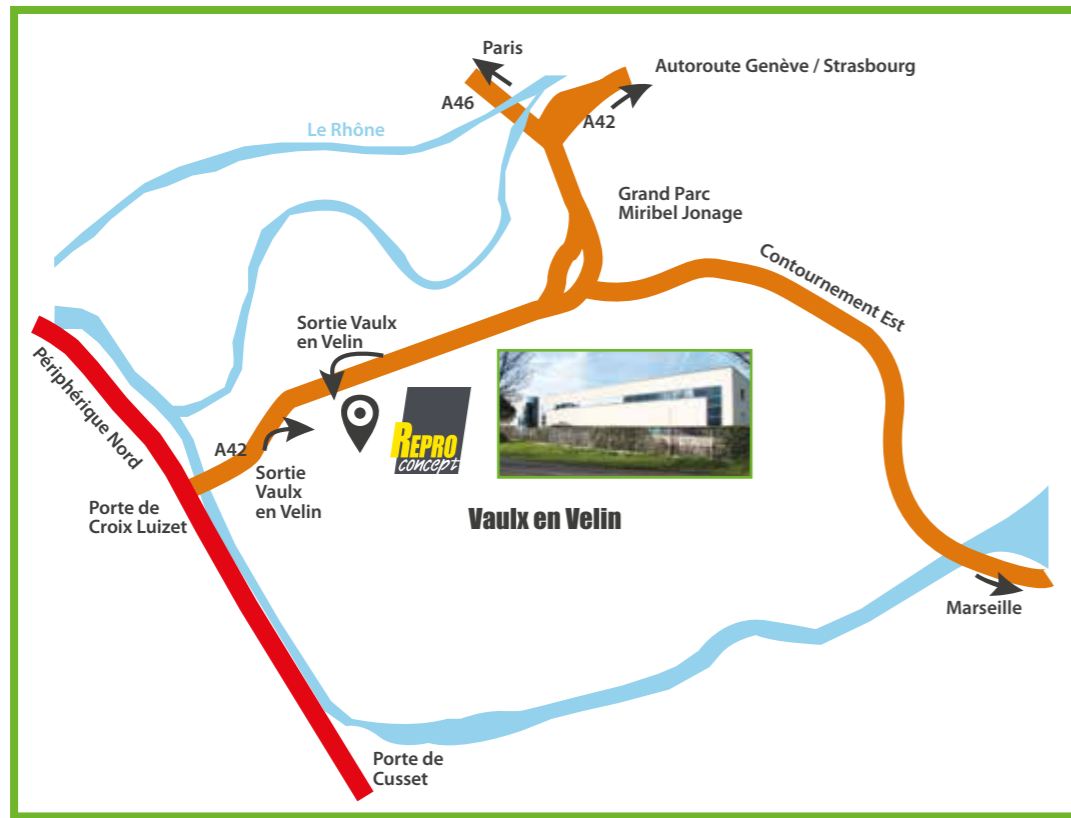 Paris
Autoroute Genève / Strasbourg
A46
A42
Le Rhône
Grand Parc
Miribel Jonage
Contournement Est
Sortie Vaulx
en Velin
Périphérique Nord
REPRO
concept
A42
Sortie
Vaulx
en Velin
Porte de
Croix Luizet
Vaulx en Velin
Marseille
Porte de
Cusset